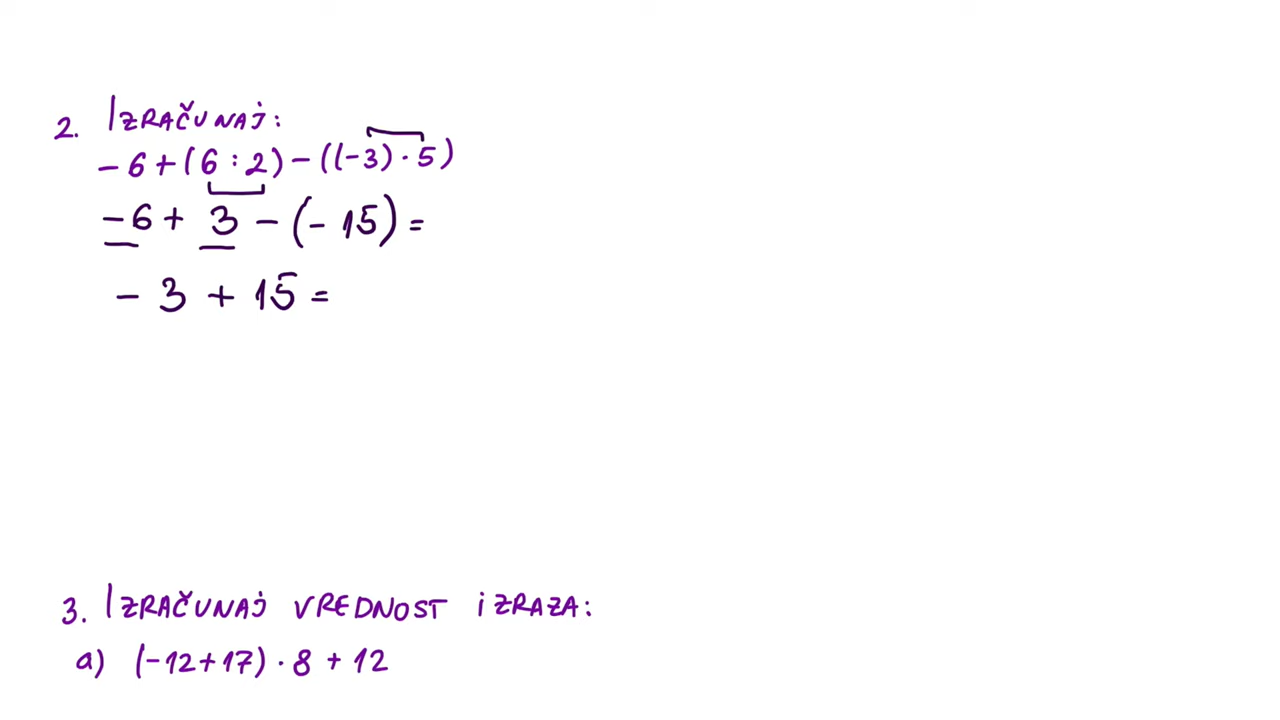 2. IZRAČUNAJ:
-6+(6:2)-((-3)·5)
-6+3-(-15)=
-3+15=
3. IZRAČUNAJ VREDNOST IZRAZA:
a) (-12+17)·8+12